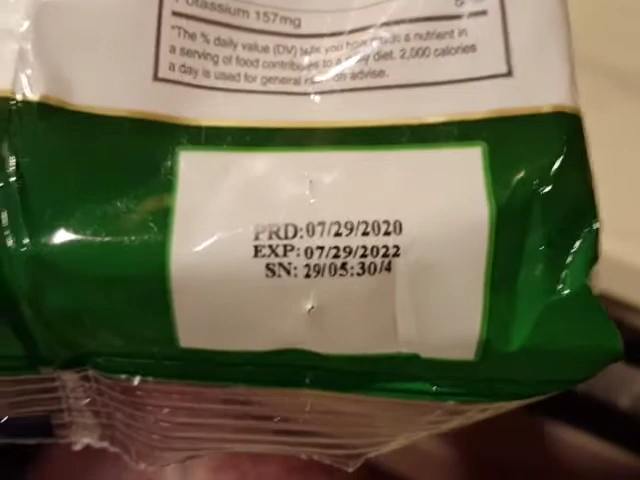 Potassium 157mg
*The % daily value (DV) tells you how a nutrient in
a serving of food contributes to a diet. 2,000 calories
a day is used for general advise.
PRD:07/29/2020
EXP:07/29/2022
SN: 29/05:30/4